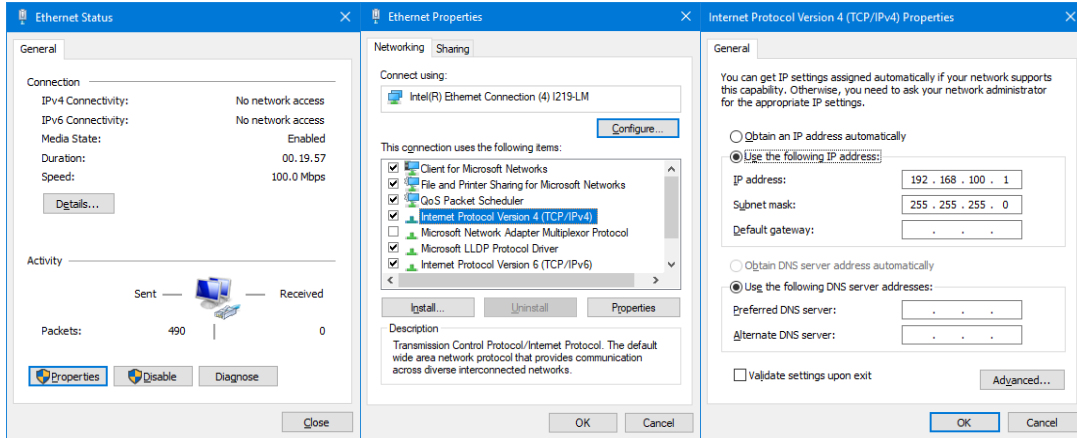 Ethernet Status
General
Connection
IPv4 Connectivity: No network access
IPv6 Connectivity: No network access
Media State: Enabled
Duration: 00.19.57
Speed: 100.0 Mbps
Details...
Activity
Sent Received
Packets: 490 0
Properties Disable Diagnose
Close
Ethernet Properties
Networking Sharing
Connect using:
Intel(R) Ethernet Connection (4) I219-LM
Configure...
This connection uses the following items:
Client for Microsoft Networks
File and Printer Sharing for Microsoft Networks
QoS Packet Scheduler
Internet Protocol Version 4 (TCP/IPv4)
Microsoft Network Adapter Multiplexor Protocol
Microsoft LLDP Protocol Driver
Internet Protocol Version 6 (TCP/IPv6)
Install... Uninstall Properties
Description
Transmission Control Protocol/Internet Protocol. The default
wide area network protocol that provides communication
across diverse interconnected networks.
OK Cancel
Internet Protocol Version 4 (TCP/IPv4) Properties
General
You can get IP settings assigned automatically if your network supports
this capability. Otherwise, you need to ask your network administrator
for the appropriate IP settings.
Obtain an IP address automatically
Use the following IP address:
IP address: 192 . 168 . 100 . 1
Subnet mask: 255 . 255 . 255 . 0
Default gateway: . . .
Obtain DNS server address automatically
Use the following DNS server addresses:
Preferred DNS server: . . .
Alternate DNS server: . . .
Validate settings upon exit
Advanced...
OK Cancel